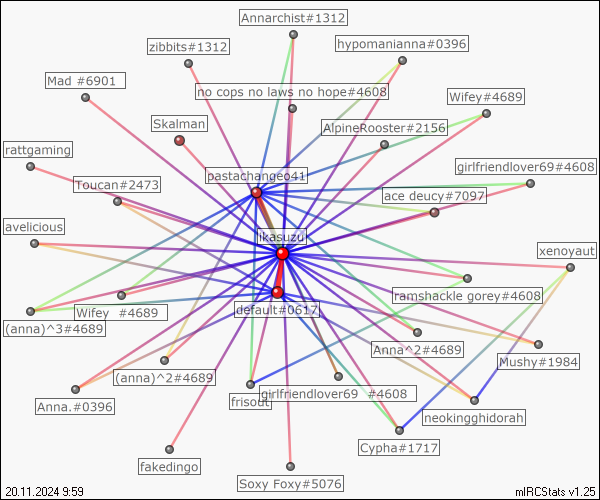 Annarchist#1312
zibbits#1312
hypomanianna#0396
Mad #6901
no cops no laws no hope#4608
Wifey#4689
Skalman
AlpineRooster#2156
rattgaming
girlfriendlover69#4608
pastachangeo41
Toucan#2473
ace deucy#7097
avelicious
ikasuzu
xenoyaut
ramshackle gorey#4608
Wifey #4689
default#0617
(anna)^3#4689
Anna^2#4689
Mushy#1984
(anna)^2#4689
girlfriendlover69 #4608
frisout
Anna.#0396
neokingghidorah
Cypha#1717
fakedingo
Soxy Foxy#5076
20.11.2024 9:59
mIRCStats v1.25